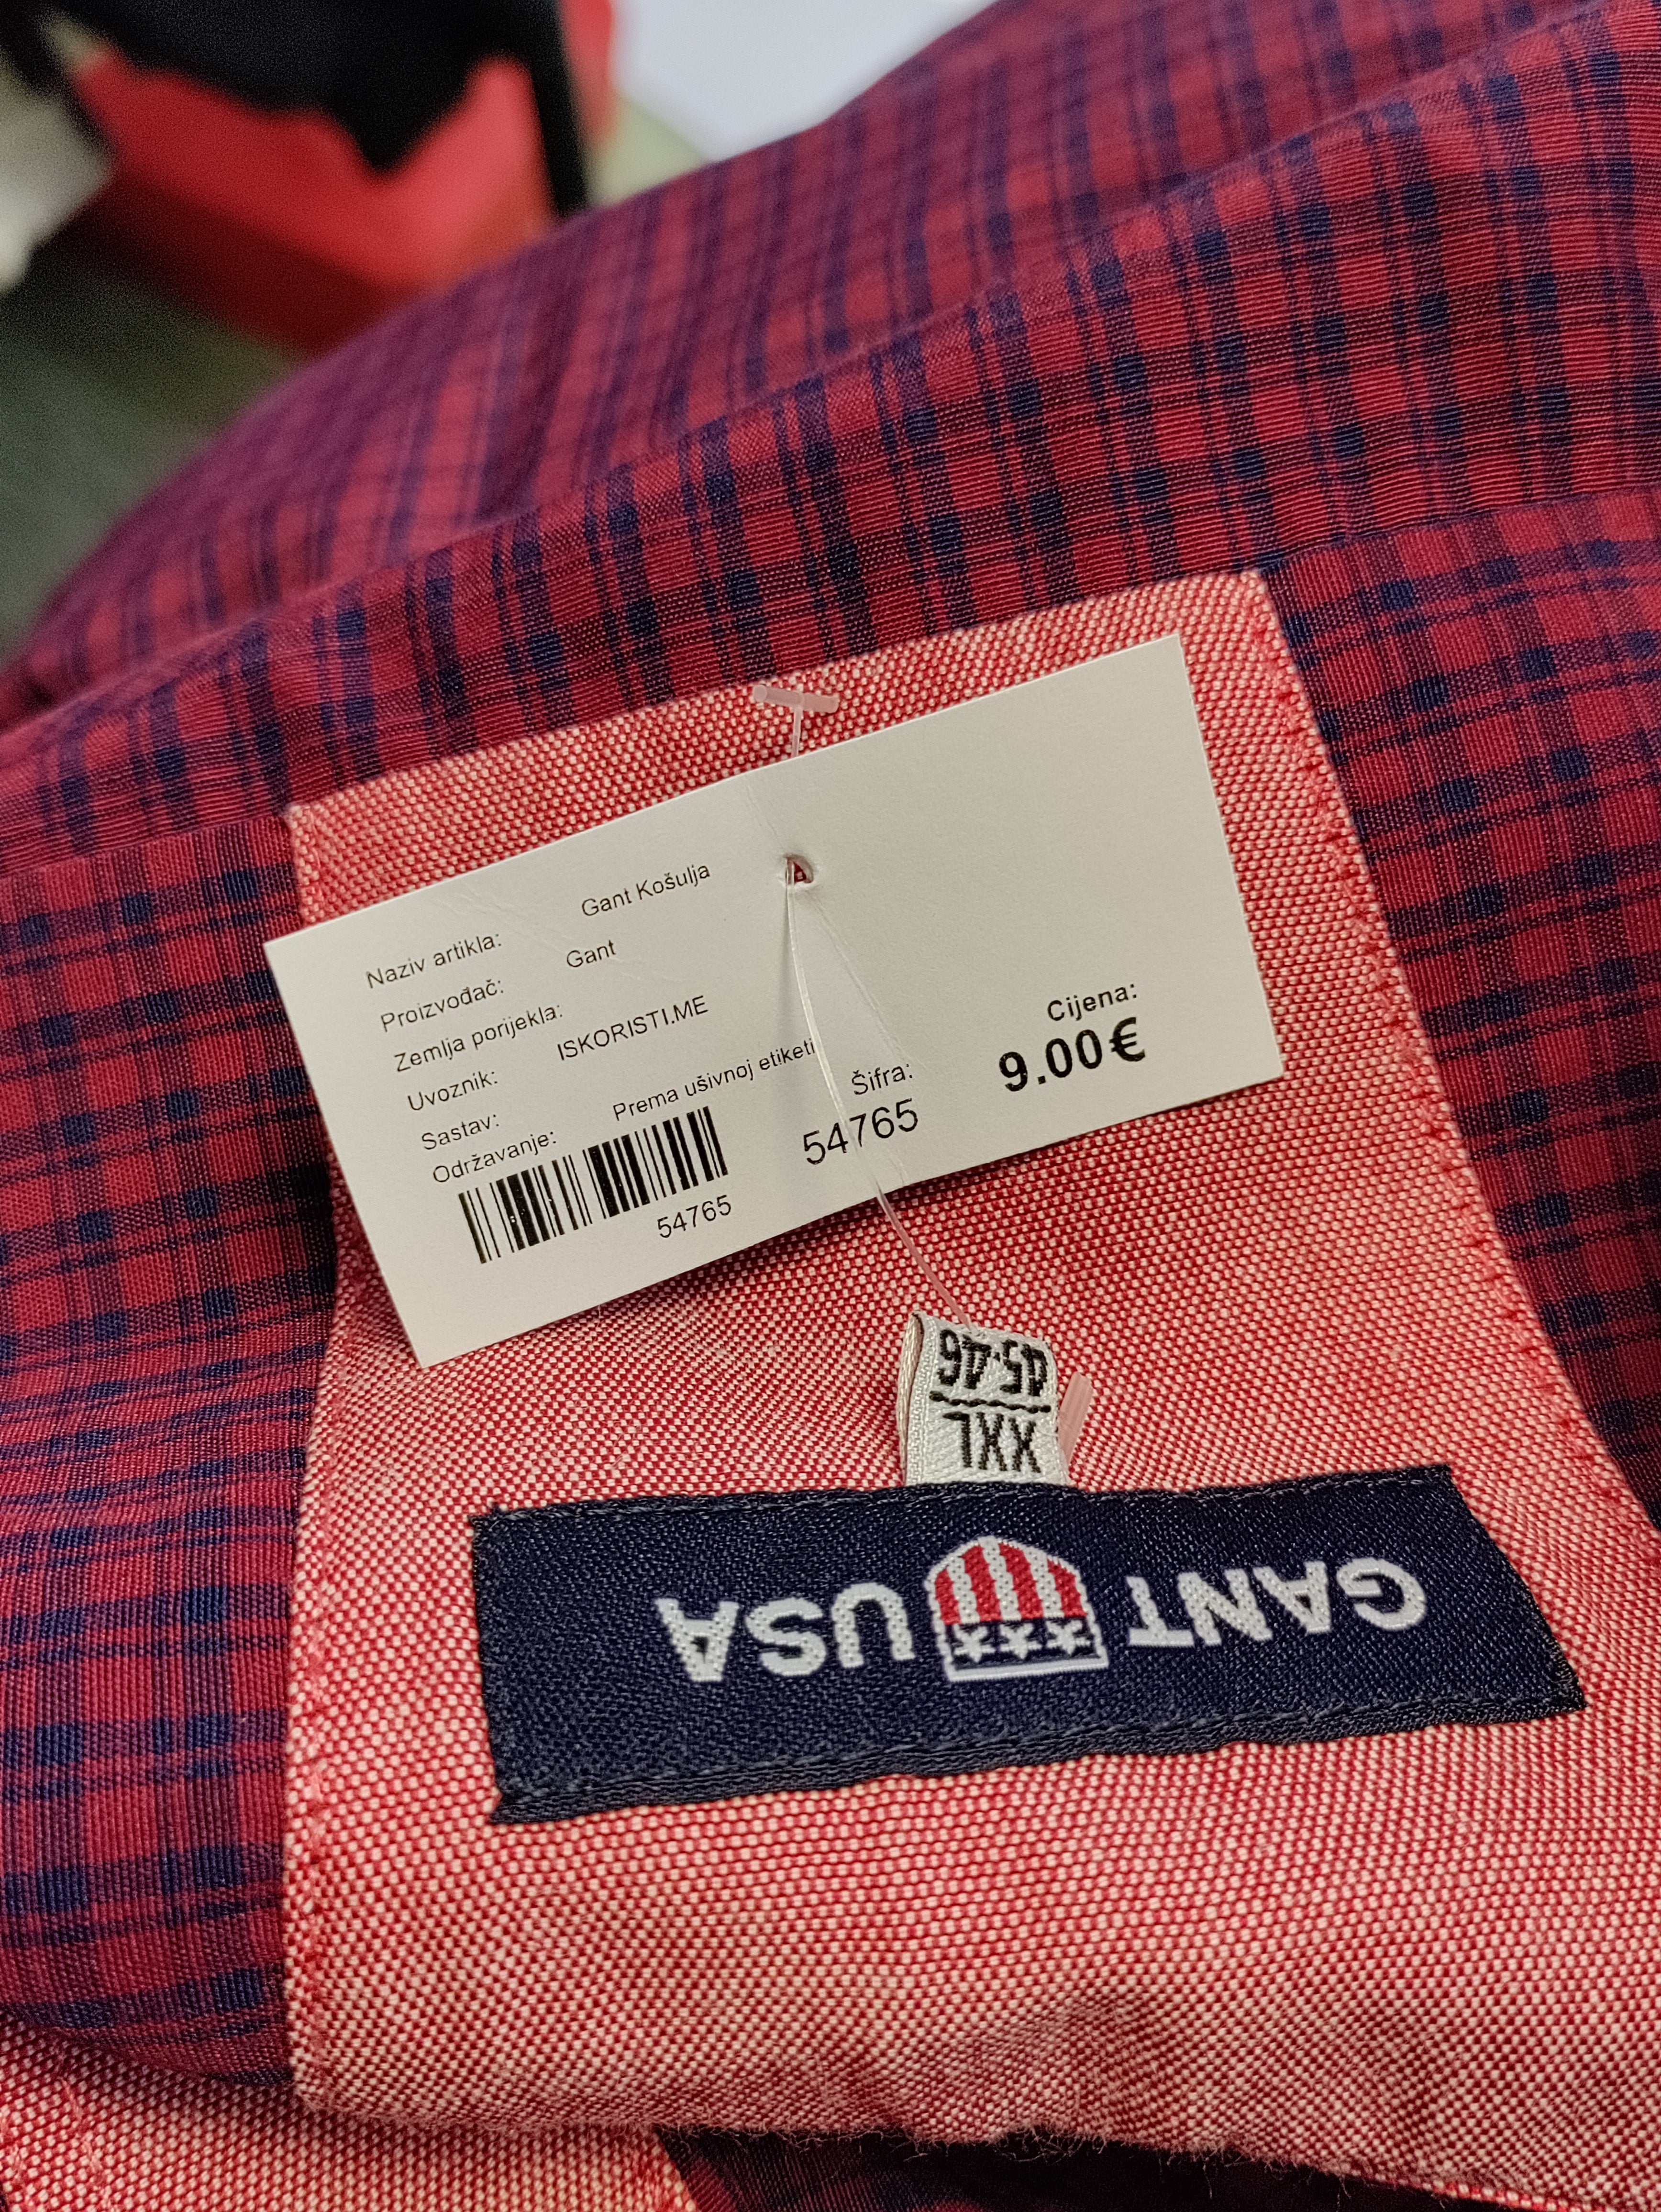 Naziv artikla: Gant Košulja
Proizvođač: Gant
Zemlja porijekla:
Uvoznik: ISKORISTI.ME
Sastav:
Održavanje: Prema ušivnoj etiketi
54765
Šifra:
54765
Cijena:
9.00€
GANT USA
XXL
45-46